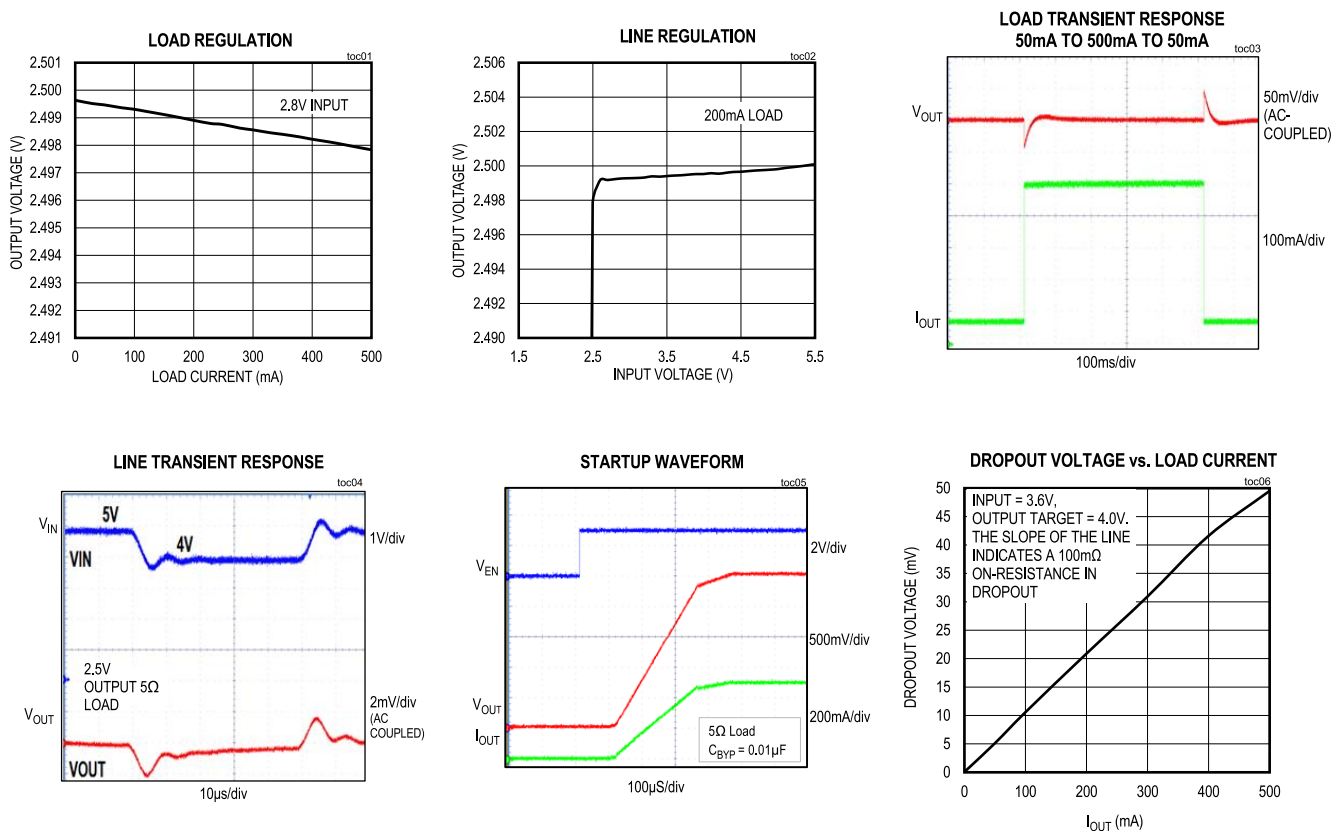 LOAD REGULATION
toc01
2.501
2.500
2.499
2.498
2.497
2.496
2.495
2.494
2.493
2.492
2.491
OUTPUT VOLTAGE (V)
2.8V INPUT
0 100 200 300 400 500
LOAD CURRENT (mA)
LINE REGULATION
toc02
2.506
2.504
2.502
2.500
2.498
2.496
2.494
2.492
2.490
OUTPUT VOLTAGE (V)
200mA LOAD
1.5 2.5 3.5 4.5 5.5
INPUT VOLTAGE (V)
LOAD TRANSIENT RESPONSE
50mA TO 500mA TO 50mA
toc03
VOUT
50mV/div
(AC-
COUPLED)
100mA/div
IOUT
100ms/div
LINE TRANSIENT RESPONSE
toc04
VIN
5V
4V
VIN
1V/div
2.5V
OUTPUT 5Ω
LOAD
VOUT
2mV/div
(AC
COUPLED)
VOUT
10µs/div
STARTUP WAVEFORM
toc05
VEN
2V/div
500mV/div
VOUT
IOUT
200mA/div
5Ω Load
CBYP = 0.01µF
100µS/div
DROPOUT VOLTAGE vs. LOAD CURRENT
toc06
50
45
40
35
30
25
20
15
10
5
0
DROPOUT VOLTAGE (mV)
INPUT = 3.6V,
OUTPUT TARGET = 4.0V.
THE SLOPE OF THE LINE
INDICATES A 100mΩ
ON-RESISTANCE IN
DROPOUT
0 100 200 300 400 500
IOUT (mA)